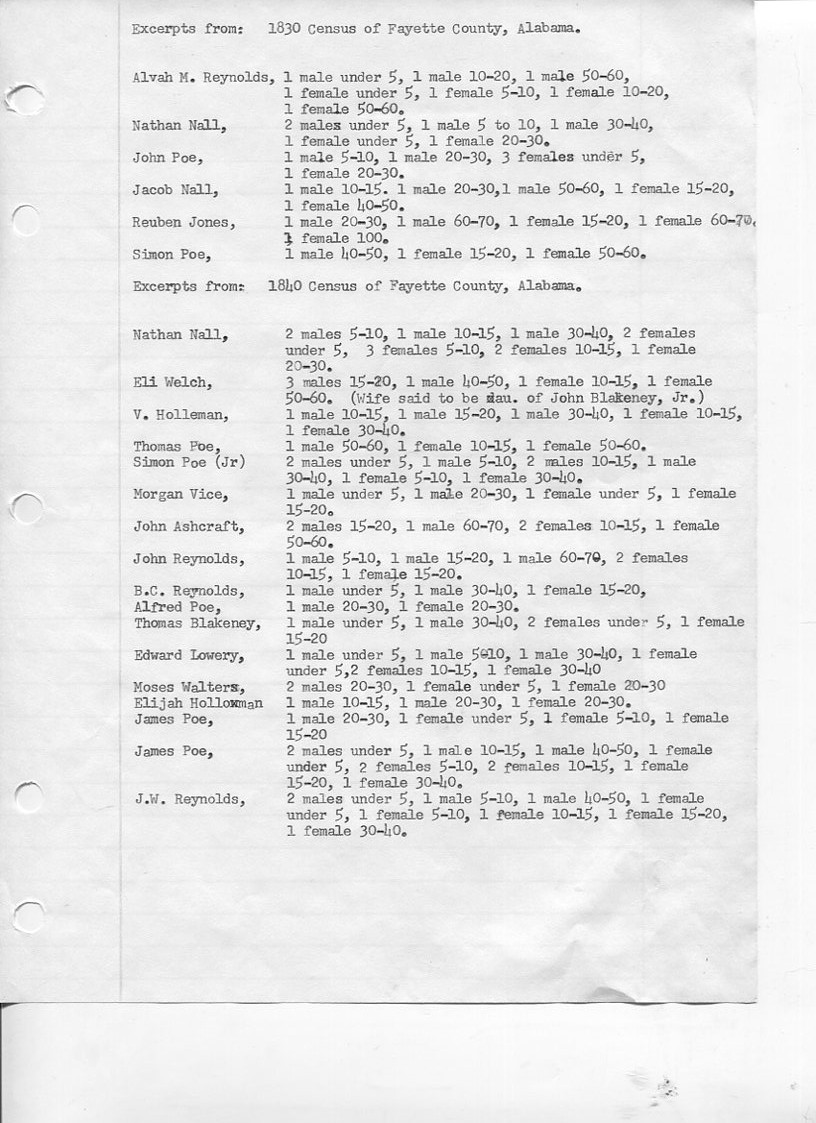 Excerpts from: 1830 Census of Fayette County, Alabama.
Alvah M. Reynolds, 1 male under 5, 1 male 10-20, 1 male 50-60,
1 female under 5, 1 female 5-10, 1 female 10-20,
1 female 50-60.
Nathan Nall, 2 males under 5, 1 male 5 to 10, 1 male 30-40,
1 female under 5, 1 female 20-30.
John Poe, 1 male 5-10, 1 male 20-30, 3 females under 5,
1 female 20-30.
Jacob Nall, 1 male 10-15. 1 male 20-30,1 male 50-60, 1 female 15-20,
1 female 40-50.
Reuben Jones, 1 male 20-30, 1 male 60-70, 1 female 15-20, 1 female 60-70.
1 female 100.
Simon Poe, 1 male 40-50, 1 female 15-20, 1 female 50-60.
Excerpts from: 1840 Census of Fayette County, Alabama.
Nathan Nall, 2 males 5-10, 1 male 10-15, 1 male 30-40, 2 females
under 5, 3 females 5-10, 2 females 10-15, 1 female
20-30.
Eli Welch, 3 males 15-20, 1 male 40-50, 1 female 10-15, 1 female
50-60. (Wife said to be dau. of John Blakeney, Jr.)
V. Holleman, 1 male 10-15, 1 male 15-20, 1 male 30-40, 1 female 10-15,
1 female 30-40.
Thomas Poe, 1 male 50-60, 1 female 10-15, 1 female 50-60.
Simon Poe (Jr) 2 males under 5, 1 male 5-10, 2 males 10-15, 1 male
30-40, 1 female 5-10, 1 female 30-40.
Morgan Vice, 1 male under 5, 1 male 20-30, 1 female under 5, 1 female
15-20.
John Ashcraft, 2 males 15-20, 1 male 60-70, 2 females 10-15, 1 female
50-60.
John Reynolds, 1 male 5-10, 1 male 15-20, 1 male 60-70, 2 females
10-15, 1 female 15-20.
B.C. Reynolds, 1 male under 5, 1 male 30-40, 1 female 15-20,
Alfred Poe, 1 male 20-30, 1 female 20-30.
Thomas Blakeney, 1 male under 5, 1 male 30-40, 2 females under 5, 1 female
15-20
Edward Lowery, 1 male under 5, 1 male 5-10, 1 male 30-40, 1 female
under 5,2 females 10-15, 1 female 30-40
Moses Walters, 2 males 20-30, 1 female under 5, 1 female 20-30
Elijah Holloman 1 male 10-15, 1 male 20-30, 1 female 20-30.
James Poe, 1 male 20-30, 1 female under 5, 1 female 5-10, 1 female
15-20
James Poe, 2 males under 5, 1 male 10-15, 1 male 40-50, 1 female
under 5, 2 females 5-10, 2 females 10-15, 1 female
15-20, 1 female 30-40.
J.W. Reynolds, 2 males under 5, 1 male 5-10, 1 male 40-50, 1 female
under 5, 1 female 5-10, 1 female 10-15, 1 female 15-20,
1 female 30-40.